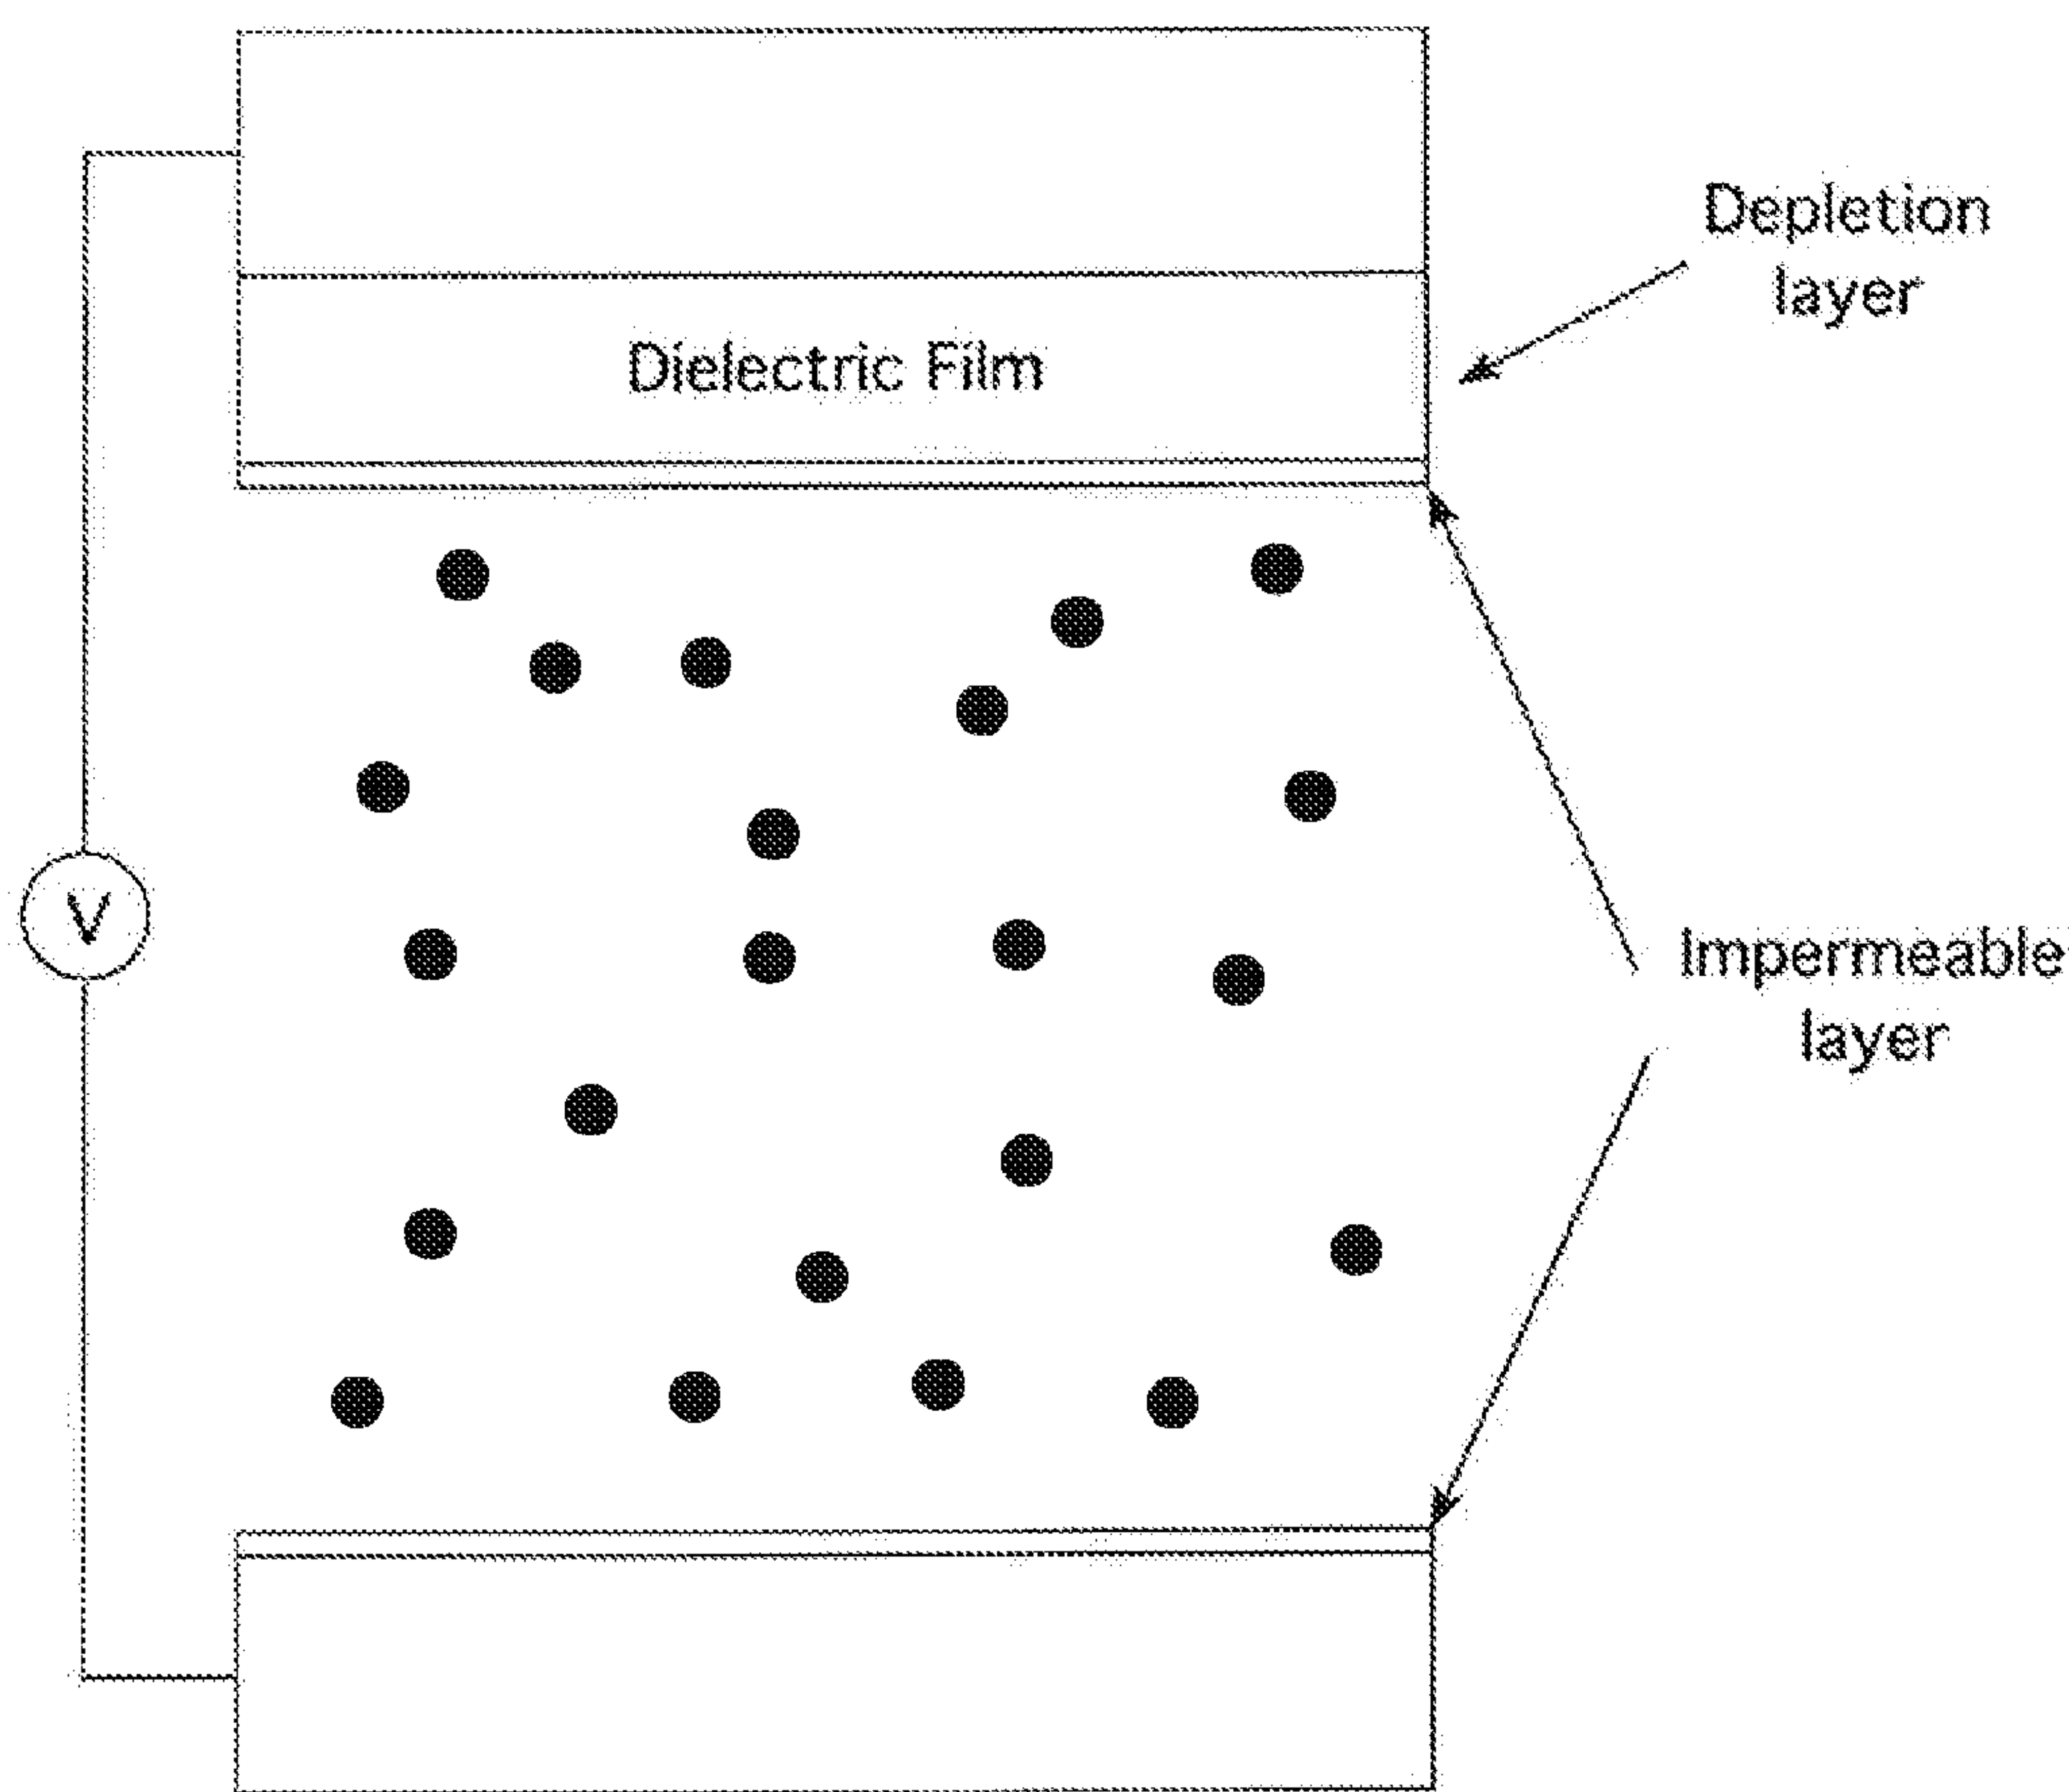 Depletion
layer
Dielectric Film
V
Impermeable
layer